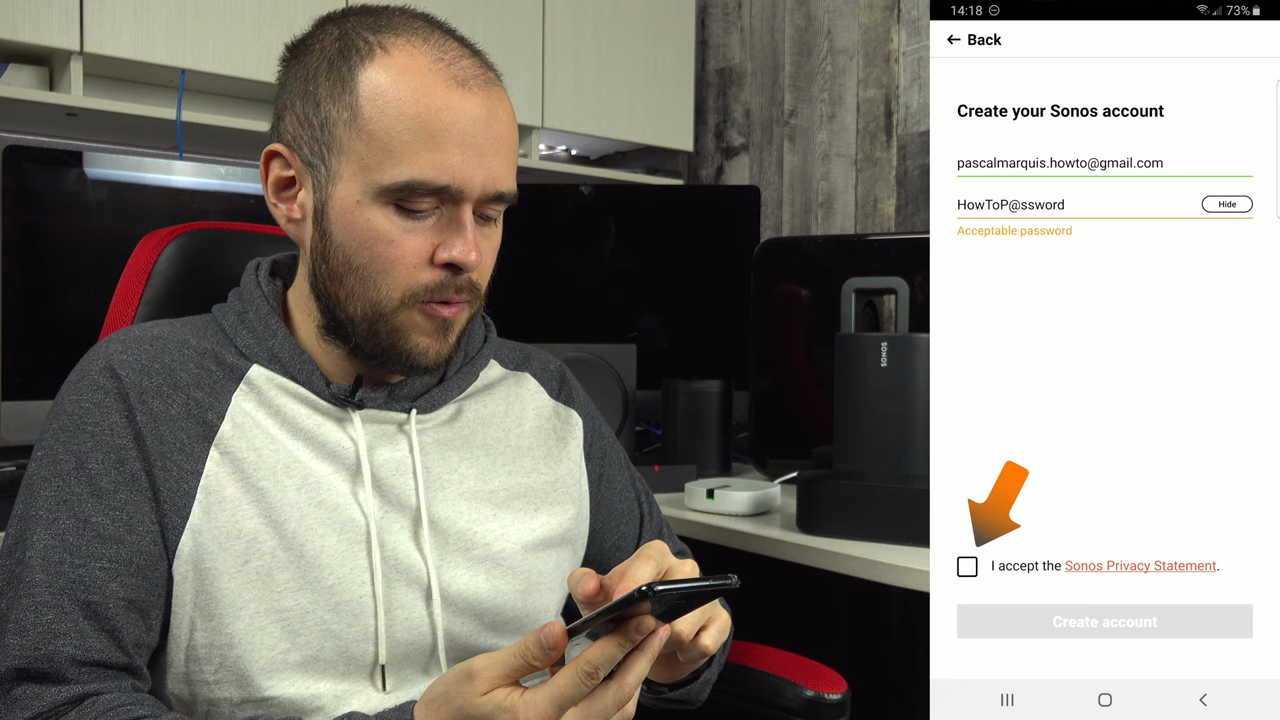 14:18
73%
Back
Create your Sonos account
pascalmarquis.howto@gmail.com
HowToP@ssword
Hide
Acceptable password
SONOS
I accept the Sonos Privacy Statement.
Create account